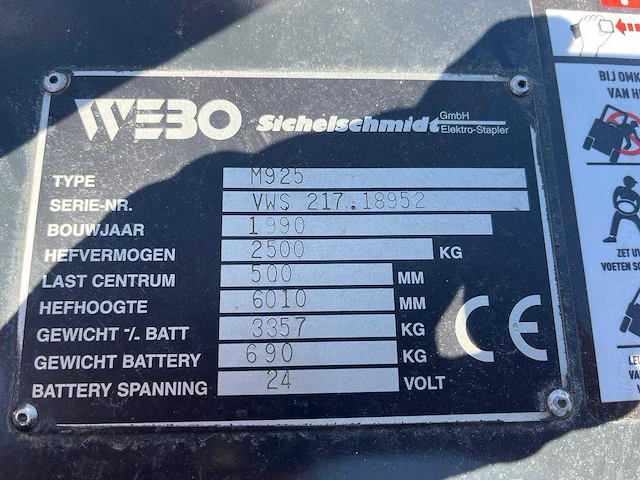 WEBO Sichelschmidt GmbH
Elektro-Stapler
TYPE M925
SERIE-NR. VWS 217.18952
BOUWJAAR 1990
HEFVERMOGEN 2500 KG
LAST CENTRUM 500 MM
HEFHOOGTE 6010 MM
GEWICHT -/- BATT 3357 KG
GEWICHT BATTERY 690 KG
BATTERY SPANNING 24 VOLT
CE
BIJ OMK
VAN H
ZET UW
VOETEN SC